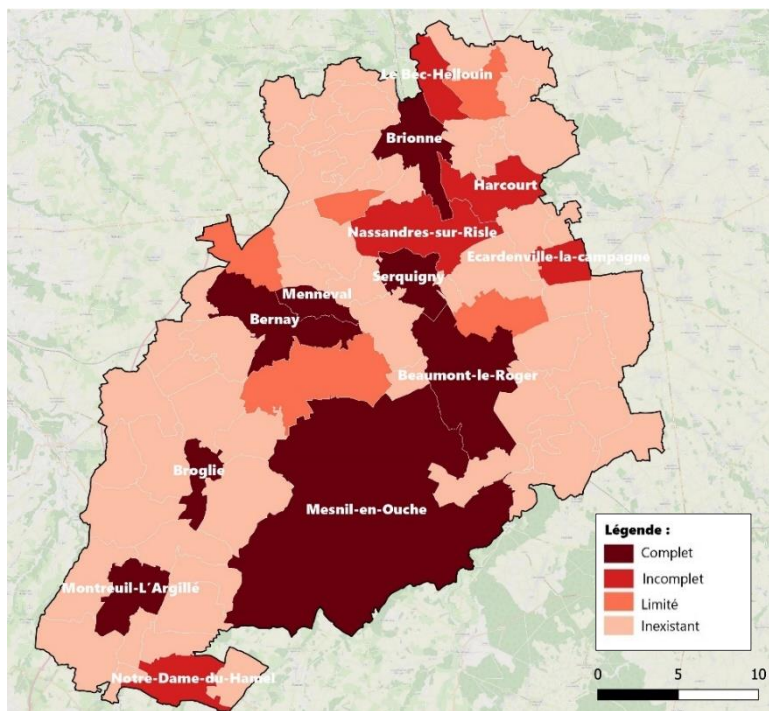 Le Bec-Hellouin
Brionne
Harcourt
Nassandres-sur-Risle
Ecardenville-la-campagne
Serquigny
Menneval
Bernay
Beaumont-le-Roger
Broglie
Mesnil-en-Ouche
Montreuil-L'Argillé
Notre-Dame-du-Hamel
Légende :
Complet
Incomplet
Limité
Inexistant
0 5 10